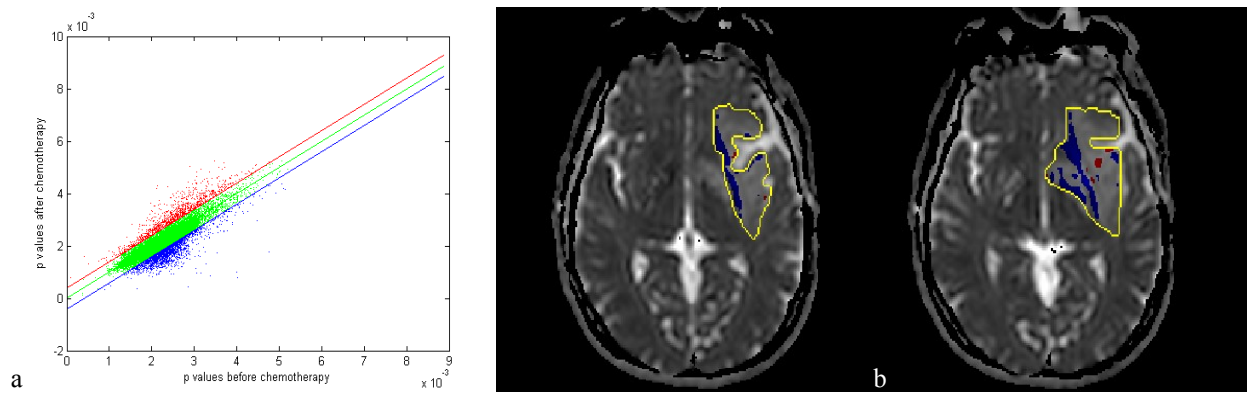 x 10⁻³
10
8
6
4
2
0
-2
p values after chemotherapy
0 1 2 3 4 5 6 7 8 9
x 10⁻³
p values before chemotherapy
a
b